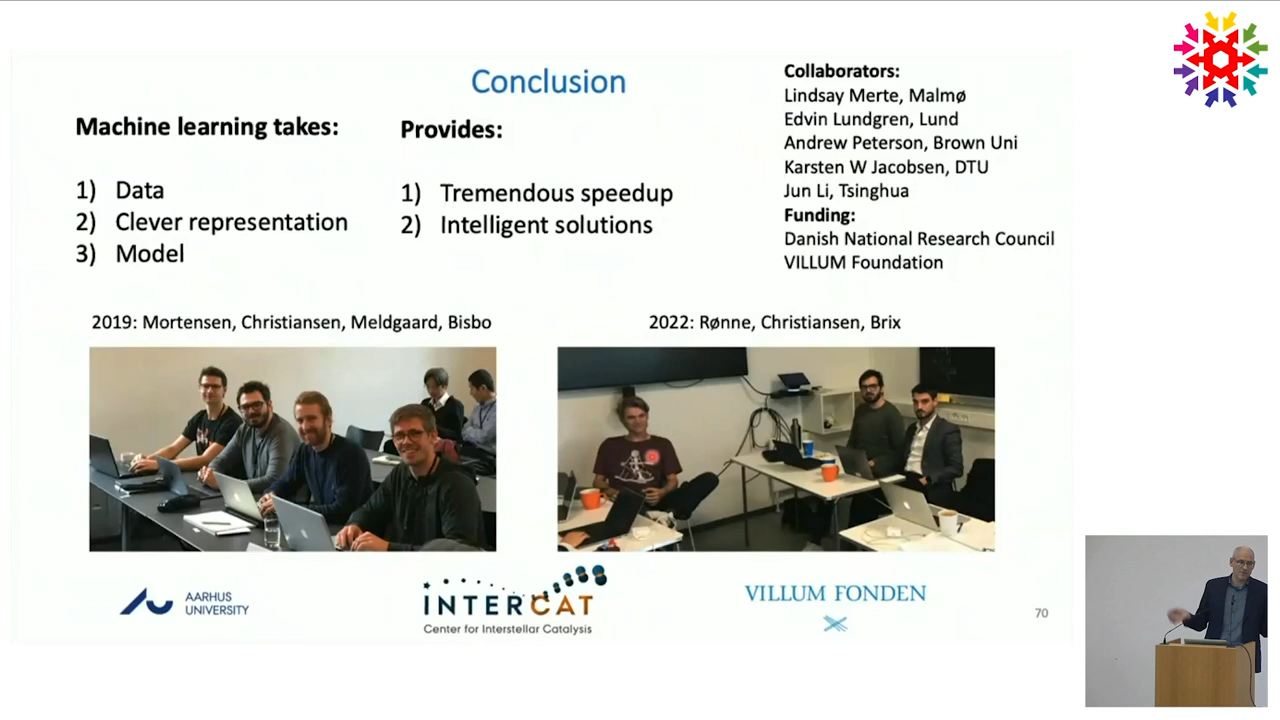 Conclusion
Machine learning takes:
1) Data
2) Clever representation
3) Model
Provides:
1) Tremendous speedup
2) Intelligent solutions
Collaborators:
Lindsay Merte, Malmø
Edvin Lundgren, Lund
Andrew Peterson, Brown Uni
Karsten W Jacobsen, DTU
Jun Li, Tsinghua
Funding:
Danish National Research Council
VILLUM Foundation
2019: Mortensen, Christiansen, Meldgaard, Bisbo
2022: Rønne, Christiansen, Brix
AARHUS
UNIVERSITY
INTERCAT
Center for Interstellar Catalysis
VILLUM FONDEN
70